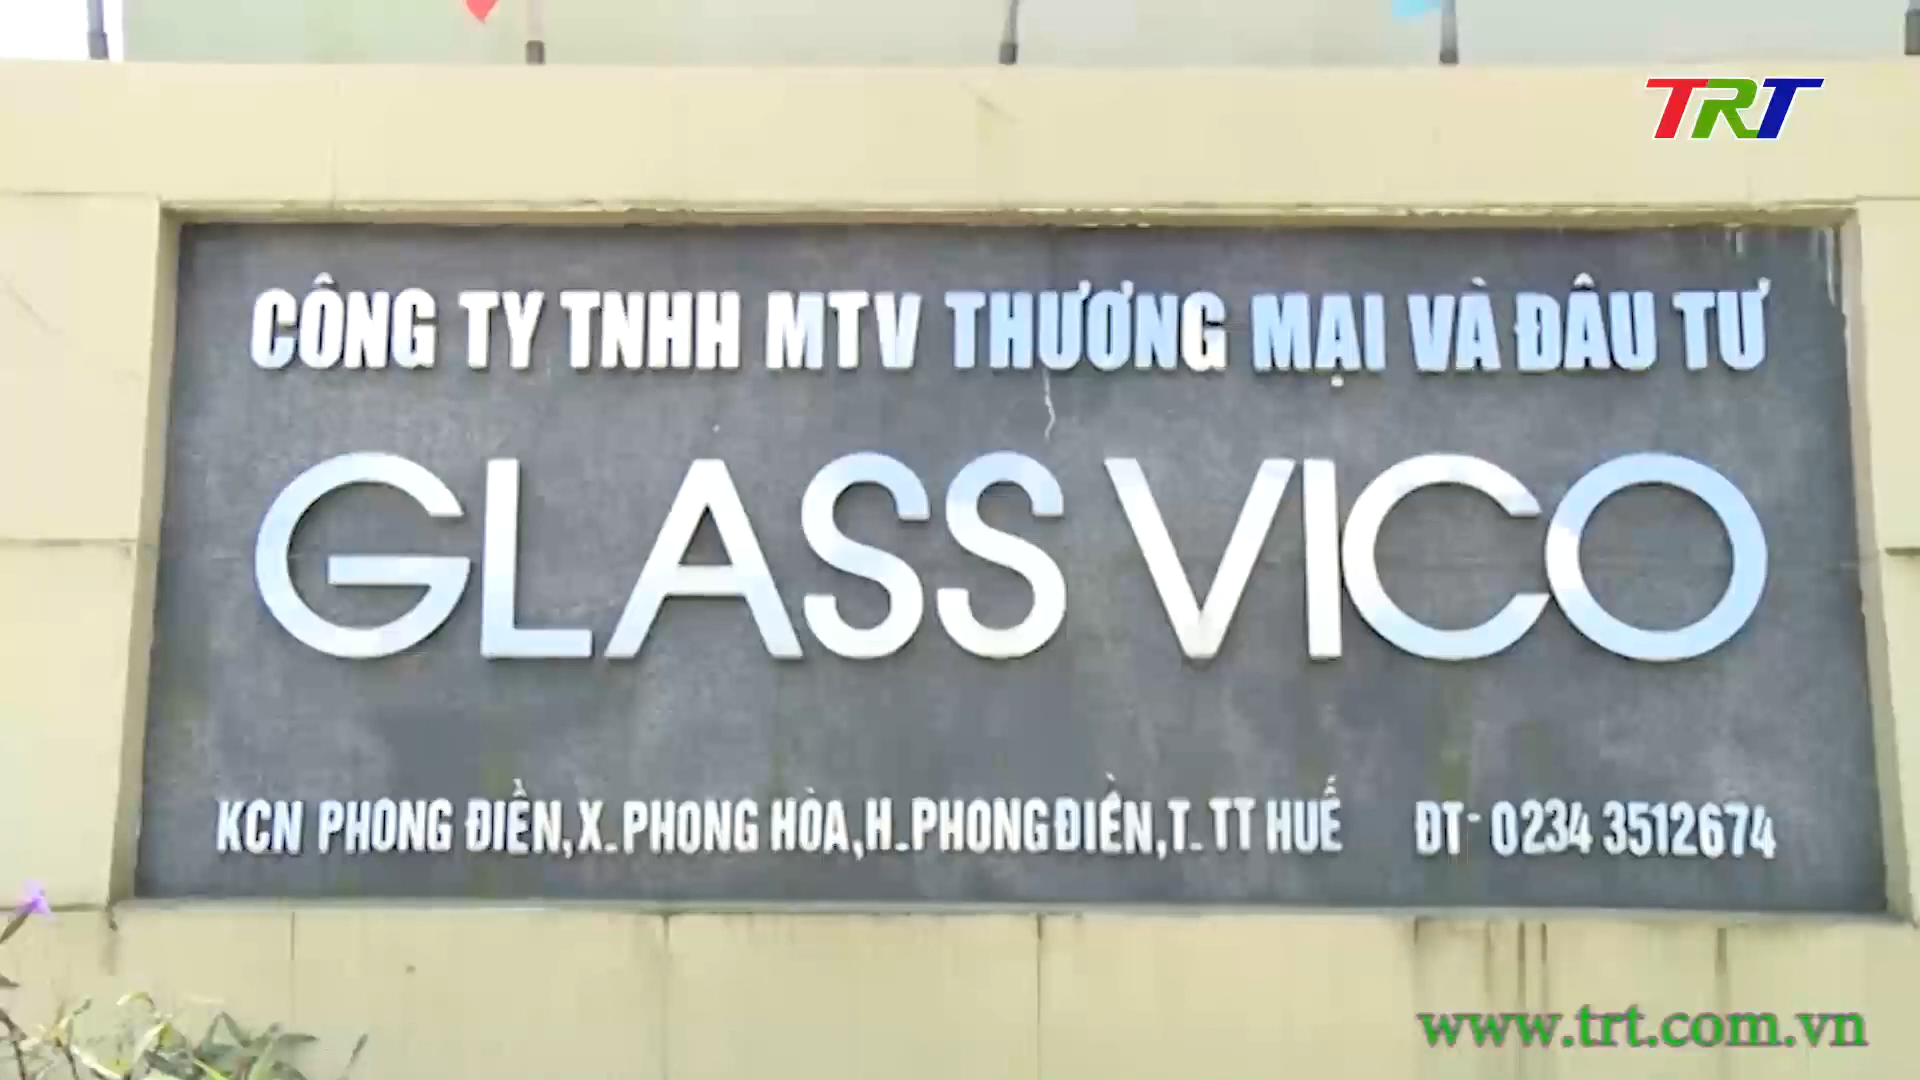 TRT
CÔNG TY TNHH MTV THƯƠNG MẠI VÀ ĐÂU TƯ
GLASS VICO
KCN PHONG ĐIỀN,X.PHONG HÒA,H.PHONG ĐIỀN,T.TT HUẾ ĐT-0234 3512674
www.trt.com.vn